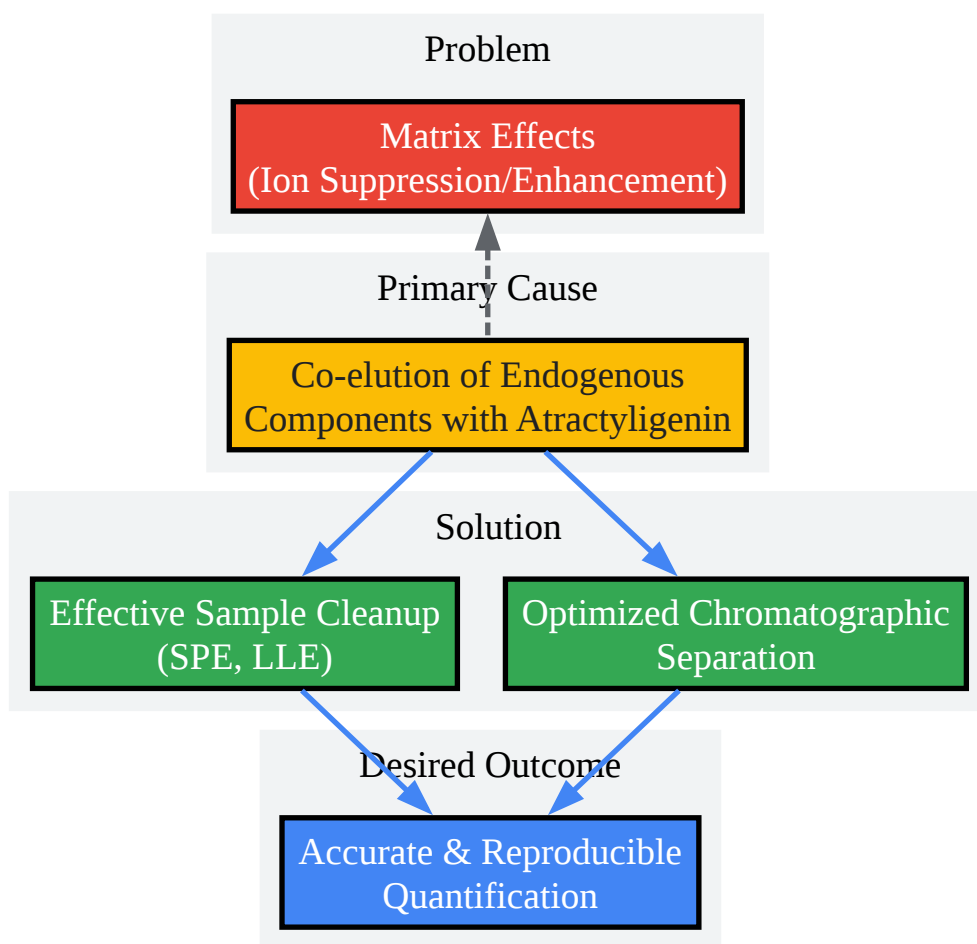 Problem
Matrix Effects
(Ion Suppression/Enhancement)
Primary Cause
Co-elution of Endogenous
Components with Atractyligenin
Solution
Effective Sample Cleanup
(SPE, LLE)
Optimized Chromatographic
Separation
Desired Outcome
Accurate & Reproducible
Quantification